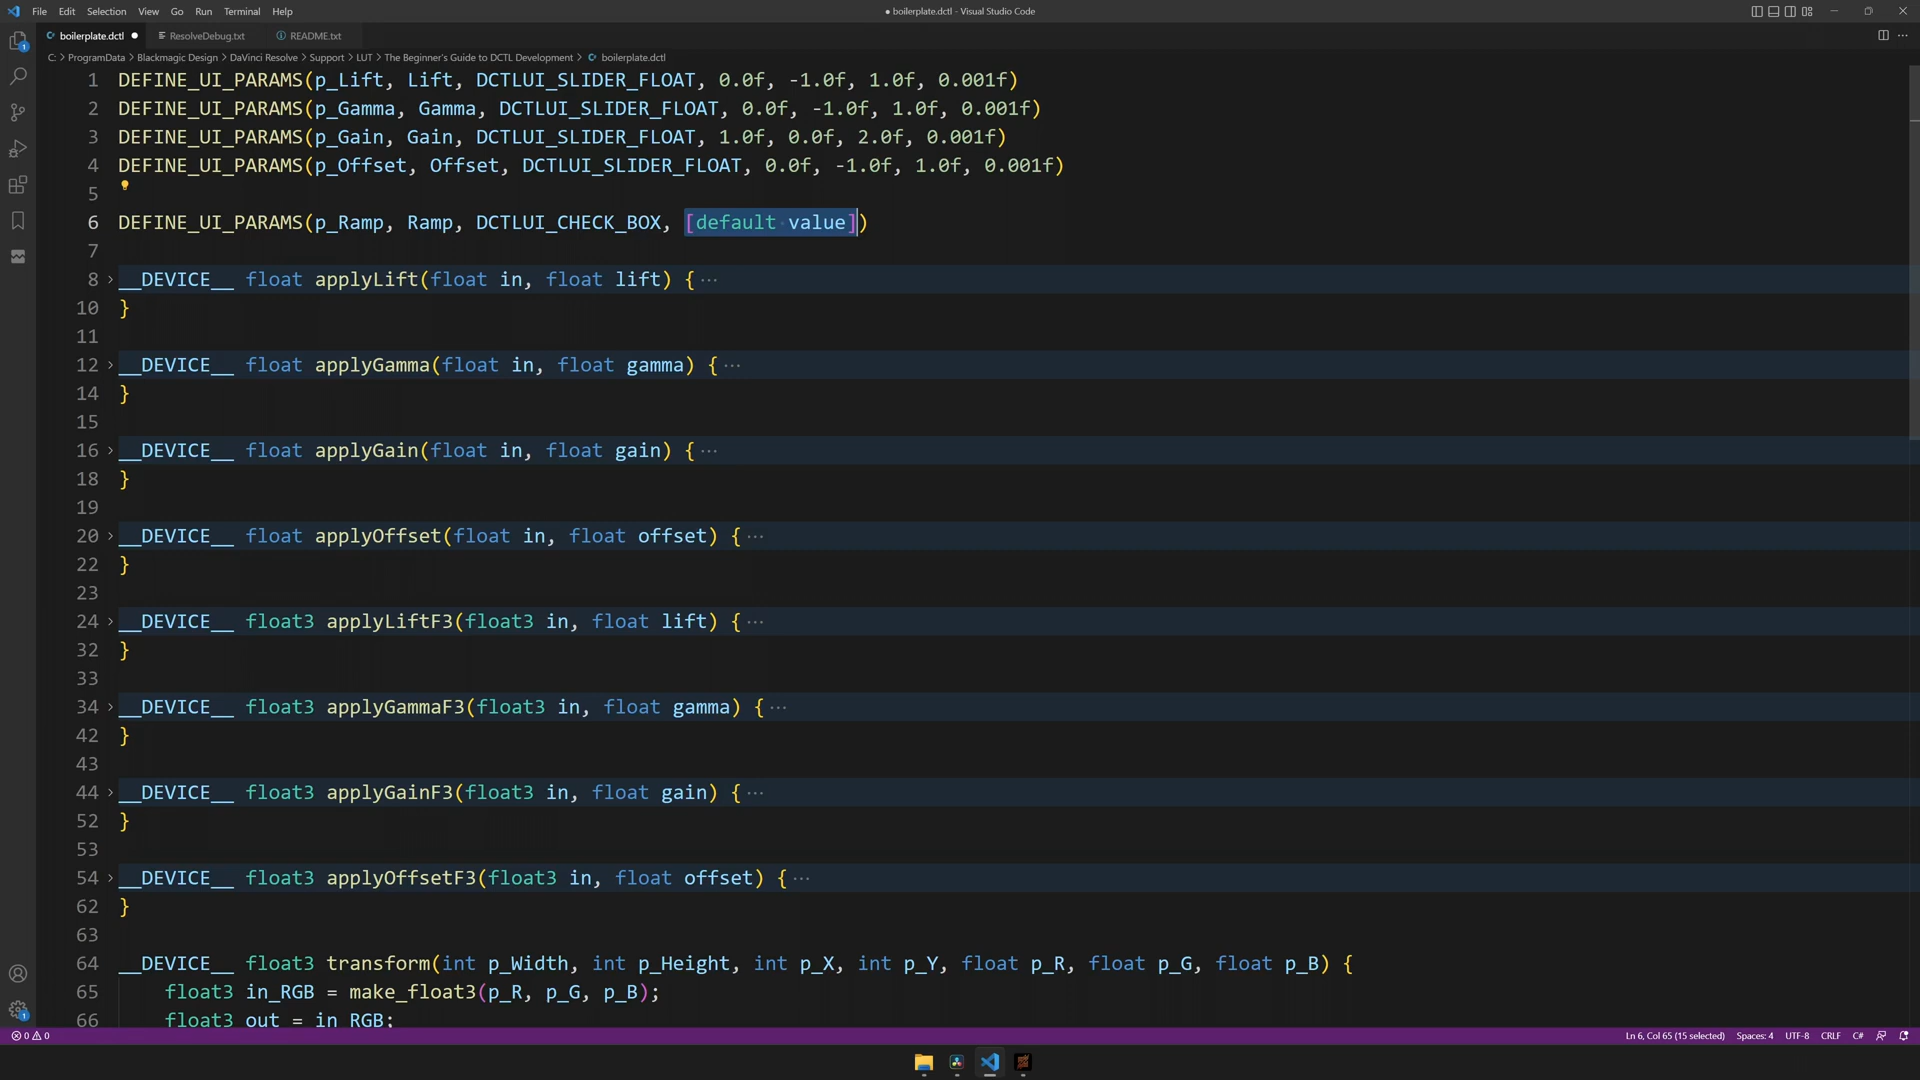 File Edit Selection View Go Run Terminal Help
● boilerplate.dctl - Visual Studio Code
boilerplate.dctl ● ResolveDebug.txt README.txt
C: > ProgramData > Blackmagic Design > DaVinci Resolve > Support > LUT > The Beginner's Guide to DCTL Development > boilerplate.dctl
1 DEFINE_UI_PARAMS(p_Lift, Lift, DCTLUI_SLIDER_FLOAT, 0.0f, -1.0f, 1.0f, 0.001f)
2 DEFINE_UI_PARAMS(p_Gamma, Gamma, DCTLUI_SLIDER_FLOAT, 0.0f, -1.0f, 1.0f, 0.001f)
3 DEFINE_UI_PARAMS(p_Gain, Gain, DCTLUI_SLIDER_FLOAT, 1.0f, 0.0f, 2.0f, 0.001f)
4 DEFINE_UI_PARAMS(p_Offset, Offset, DCTLUI_SLIDER_FLOAT, 0.0f, -1.0f, 1.0f, 0.001f)
5
6 DEFINE_UI_PARAMS(p_Ramp, Ramp, DCTLUI_CHECK_BOX, [default value])
7
8 __DEVICE__ float applyLift(float in, float lift) { ···
10 }
11
12 __DEVICE__ float applyGamma(float in, float gamma) { ···
14 }
15
16 __DEVICE__ float applyGain(float in, float gain) { ···
18 }
19
20 __DEVICE__ float applyOffset(float in, float offset) { ···
22 }
23
24 __DEVICE__ float3 applyLiftF3(float3 in, float lift) { ···
32 }
33
34 __DEVICE__ float3 applyGammaF3(float3 in, float gamma) { ···
42 }
43
44 __DEVICE__ float3 applyGainF3(float3 in, float gain) { ···
52 }
53
54 __DEVICE__ float3 applyOffsetF3(float3 in, float offset) { ···
62 }
63
64 __DEVICE__ float3 transform(int p_Width, int p_Height, int p_X, int p_Y, float p_R, float p_G, float p_B) {
65 float3 in_RGB = make_float3(p_R, p_G, p_B);
66 float3 out = in_RGB;
0 0 Ln 6, Col 65 (15 selected) Spaces: 4 UTF-8 CRLF C#